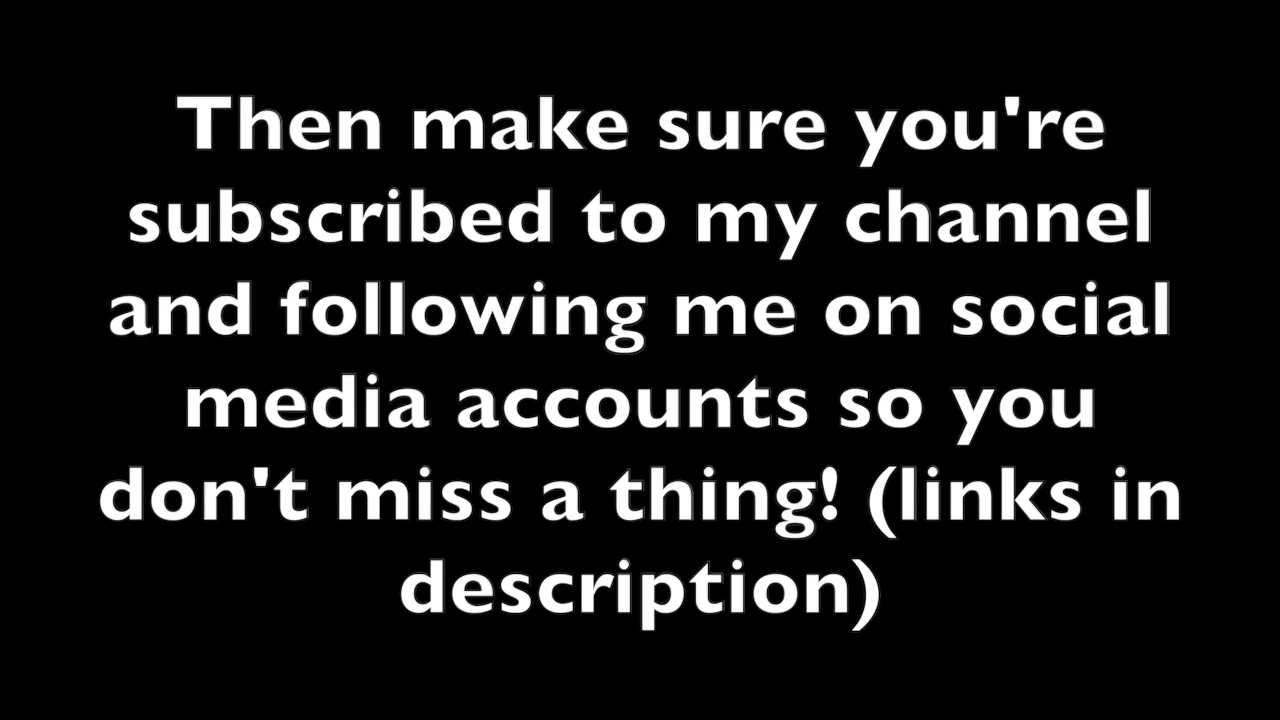 Then make sure you're
subscribed to my channel
and following me on social
media accounts so you
don't miss a thing! (links in
description)